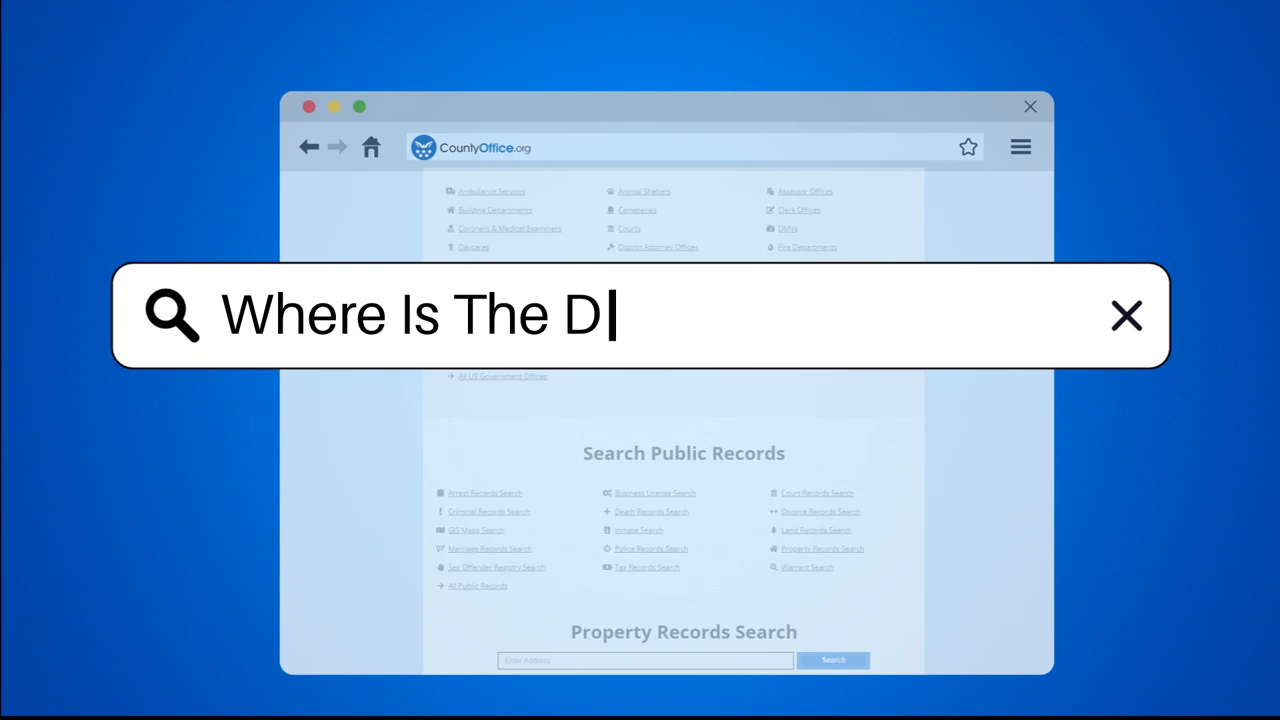 CountyOffice.org
Ambulance Services Animal Shelters Assessor Offices
Building Departments Cemeteries Clerk Offices
Coroners & Medical Examiners Courts DMVs
Daycares District Attorney Offices Fire Departments
Where Is The D
All US Government Offices
Search Public Records
Arrest Records Search Business License Search Court Records Search
Criminal Records Search Death Records Search Divorce Records Search
GIS Maps Search Inmate Search Land Records Search
Marriage Records Search Police Records Search Property Records Search
Sex Offender Registry Search Tax Records Search Warrant Search
All Public Records
Property Records Search
Enter Address Search